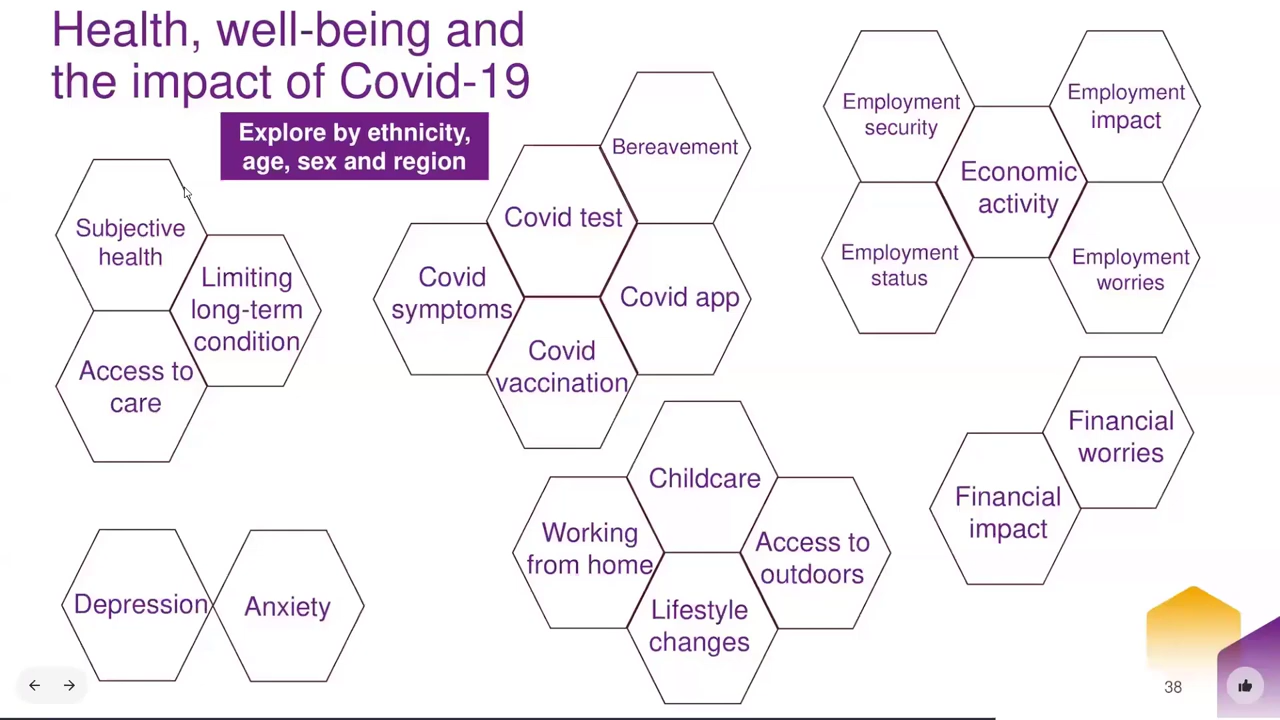 Health, well-being and
the impact of Covid-19
Explore by ethnicity,
age, sex and region
Subjective
health
Limiting
long-term
condition
Access to
care
Depression
Anxiety
Bereavement
Covid test
Covid
symptoms
Covid app
Covid
vaccination
Childcare
Working
from home
Access to
outdoors
Lifestyle
changes
Employment
security
Employment
impact
Economic
activity
Employment
status
Employment
worries
Financial
worries
Financial
impact
38